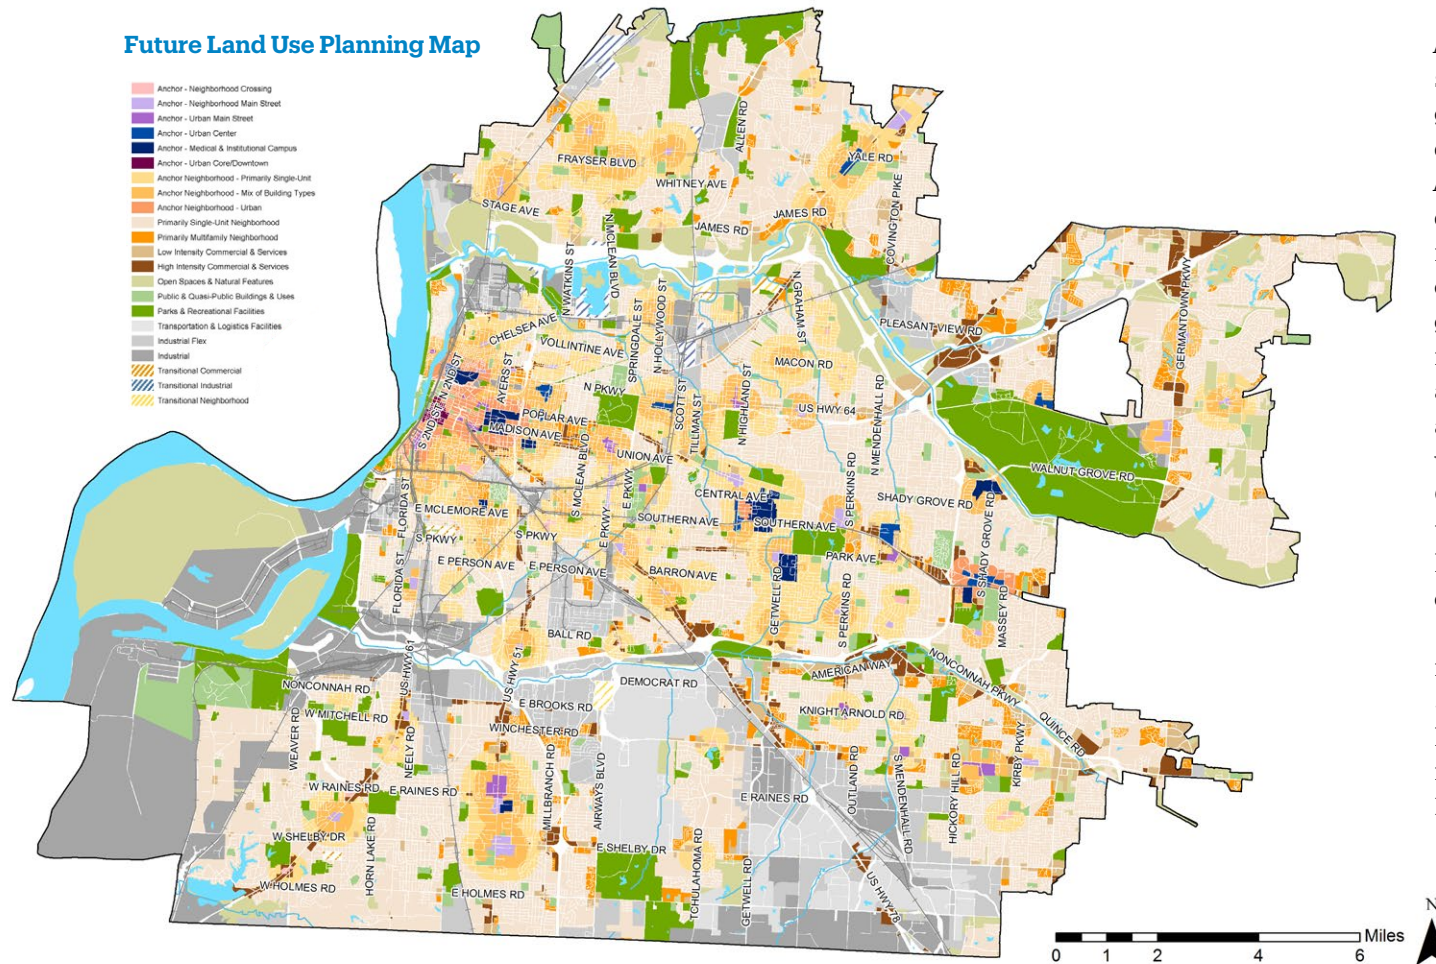 Future Land Use Planning Map
Anchor - Neighborhood Crossing
Anchor - Neighborhood Main Street
Anchor - Urban Main Street
Anchor - Urban Center
Anchor - Medical & Institutional Campus
Anchor - Urban Core/Downtown
Anchor Neighborhood - Primarily Single-Unit
Anchor Neighborhood - Mix of Building Types
Anchor Neighborhood - Urban
Primarily Single-Unit Neighborhood
Primarily Multifamily Neighborhood
Low Intensity Commercial & Services
High Intensity Commercial & Services
Open Spaces & Natural Features
Public & Quasi-Public Buildings & Uses
Parks & Recreational Facilities
Transportation & Logistics Facilities
Industrial Flex
Industrial
Transitional Commercial
Transitional Industrial
Transitional Neighborhood
ALLEN RD
FRAYSER BLVD
YALE RD
WHITNEY AVE
COVINGTON PIKE
STAGE AVE
JAMES RD
JAMES RD
N WATKINS ST
N MCLEAN BLVD
N HOLLYWOOD ST
SPRINGDALE ST
N GRAHAM ST
GERMANTOWN PKWY
PLEASANT VIEW RD
CHELSEA AVE
VOLLINTINE AVE
MACON RD
N 2ND ST
S 2ND ST
AYERS ST
N PKWY
SCOTT ST
TILLMAN ST
N HIGHLAND ST
US HWY 64
N MENDENHALL RD
POPLAR AVE
MADISON AVE
UNION AVE
S MCLEAN BLVD
E PKWY
WALNUT GROVE RD
CENTRAL AVE
S PERKINS RD
SHADY GROVE RD
SHADY GROVE RD
FLORIDA ST
E MCLEMORE AVE
SOUTHERN AVE
SOUTHERN AVE
S PKWY
S PKWY
E PKWY
PARK AVE
E PERSON AVE
E PERSON AVE
BARRON AVE
FLORIDA ST
GETWELL RD
S PERKINS RD
S SHADY GROVE RD
MASSEY RD
BALL RD
US HWY 61
US HWY 51
AMERICAN WAY
NONCONNAH PKWY
NONCONNAH RD
DEMOCRAT RD
E BROOKS RD
W MITCHELL RD
WINCHESTER RD
KNIGHT ARNOLD RD
QUINCE RD
WEAVER RD
NEELY RD
MILLBRANCH RD
AIRWAYS BLVD
OUTLAND RD
S MENDENHALL RD
HICKORY HILL RD
KIRBY PKWY
W RAINES RD
E RAINES RD
E RAINES RD
W SHELBY DR
E SHELBY DR
HORN LAKE RD
TCHULAHOMA RD
GETWELL RD
US HWY 78
W HOLMES RD
E HOLMES RD
N
0 1 2 4 6 Miles